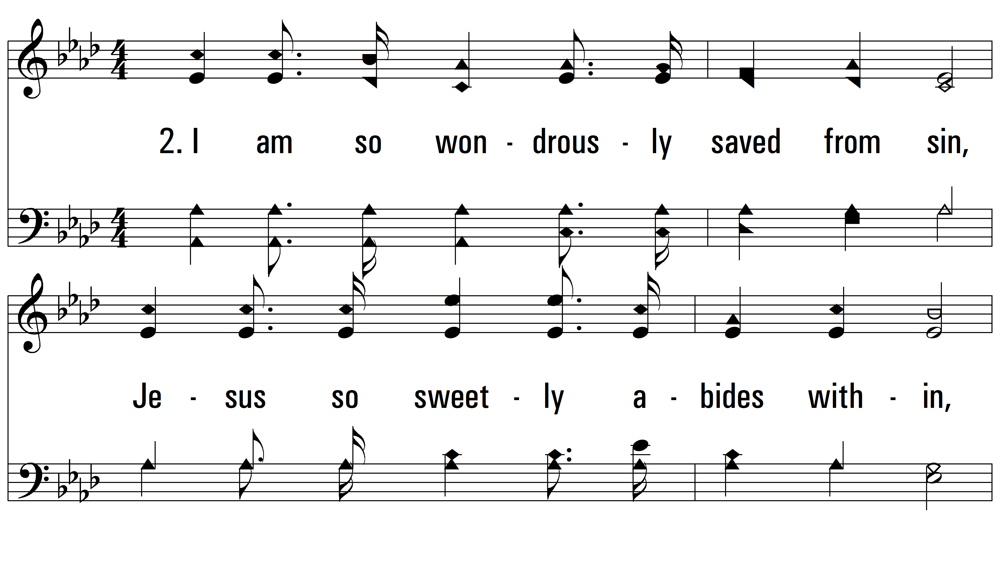 2. I am so won - drous - ly saved from sin,
Je - sus so sweet - ly a - bides with - in,